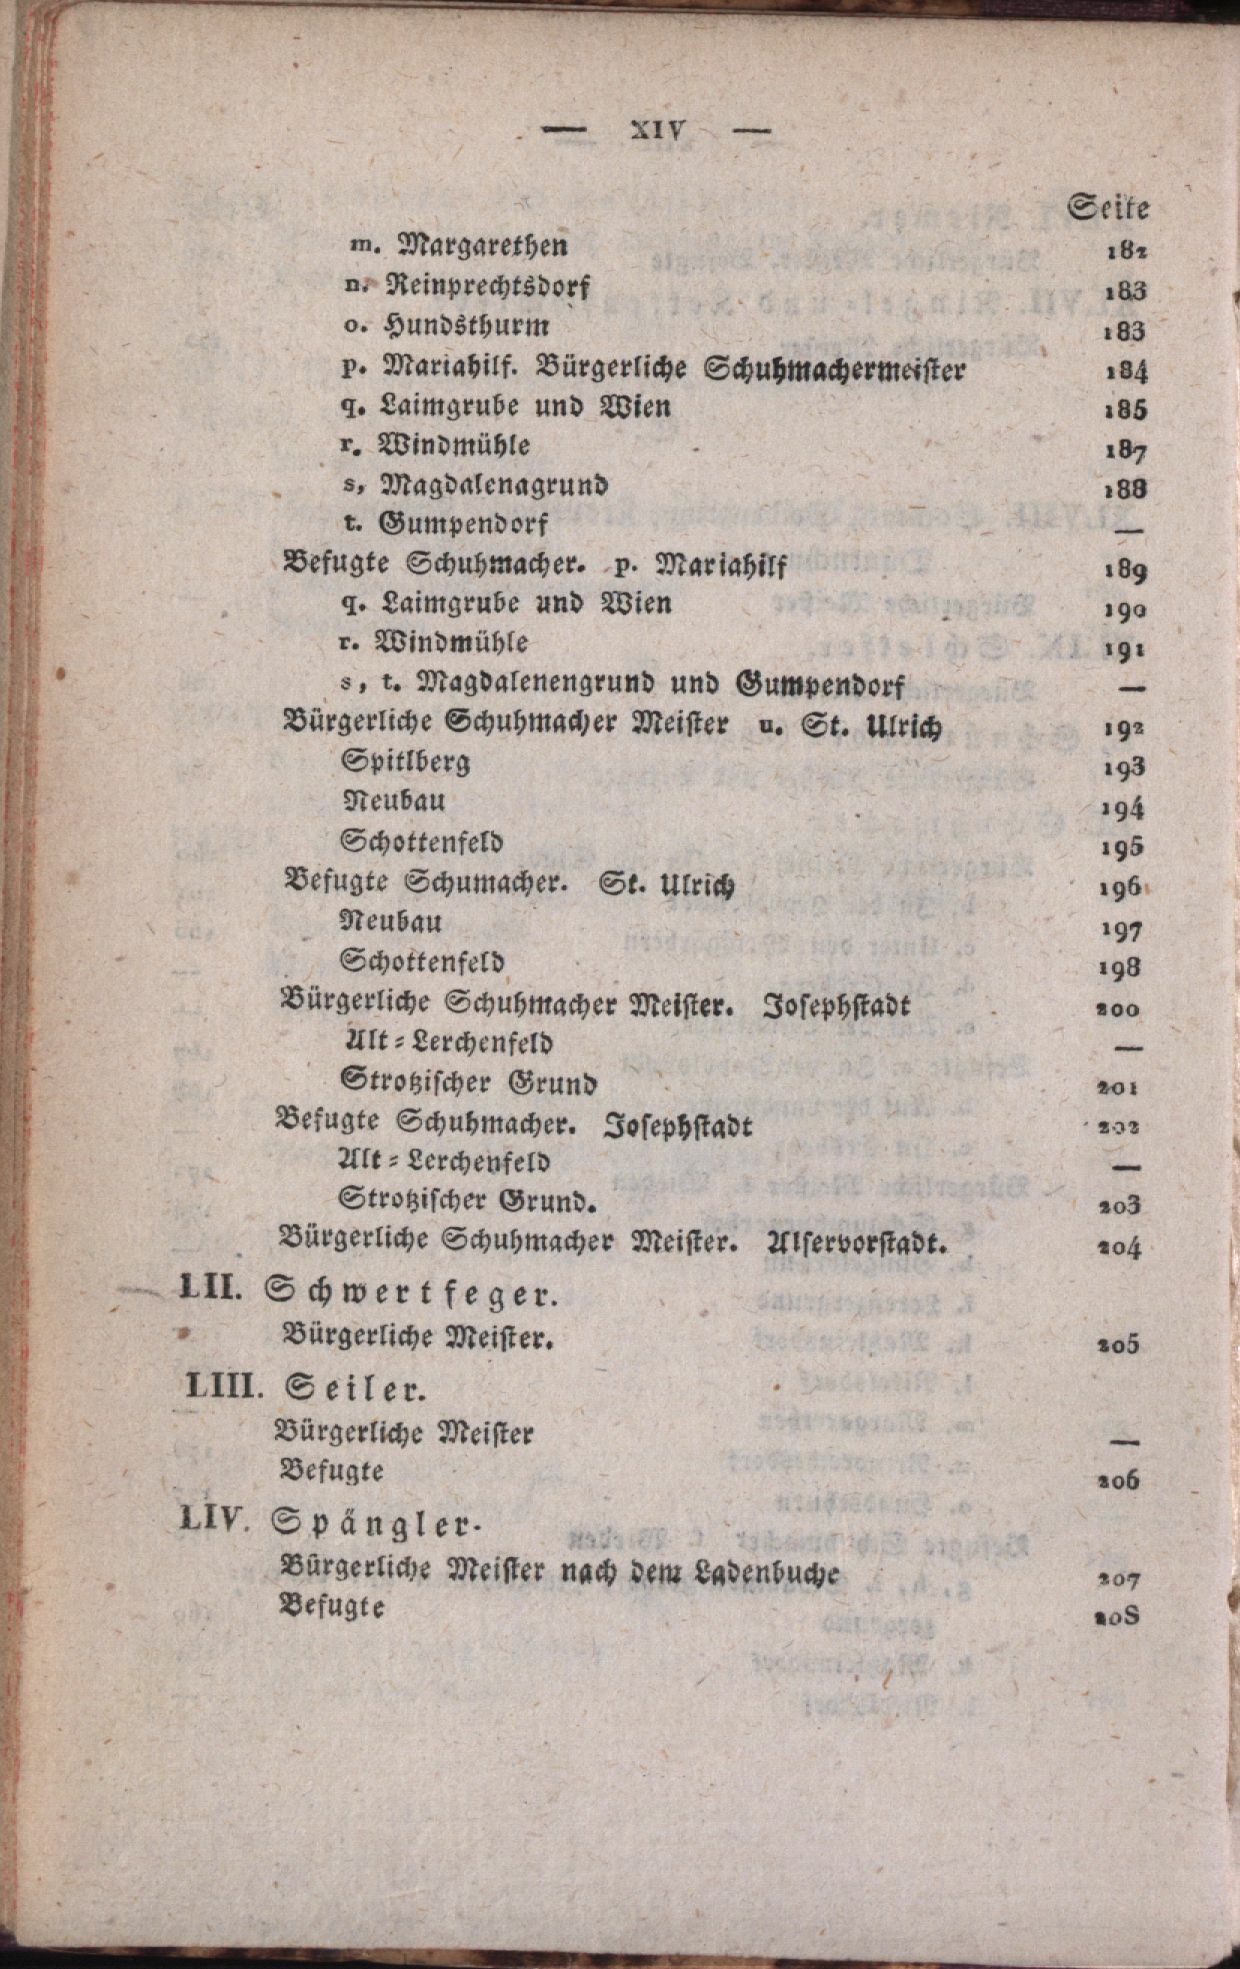 — XIV —
Seite
m. Margarethen 182
n. Reinprechtsdorf 183
o. Hundsthurm 183
p. Mariahilf. Bürgerliche Schuhmachermeister 184
q. Laimgrube und Wien 185
r. Windmühle 187
s, Magdalenagrund 188
t. Gumpendorf —
Befugte Schuhmacher. p. Mariahilf 189
q. Laimgrube und Wien 190
r. Windmühle 191
s, t. Magdalenengrund und Gumpendorf —
Bürgerliche Schuhmacher Meister u. St. Ulrich 192
Spitlberg 193
Neubau 194
Schottenfeld 195
Befugte Schumacher. St. Ulrich 196
Neubau 197
Schottenfeld 198
Bürgerliche Schuhmacher Meister. Josephstadt 200
Alt-Lerchenfeld —
Strotzischer Grund 201
Befugte Schuhmacher. Josephstadt 202
Alt-Lerchenfeld —
Strotzischer Grund. 203
Bürgerliche Schuhmacher Meister. Alservorstadt. 204
LII. Schwertfeger.
Bürgerliche Meister. 205
LIII. Seiler.
Bürgerliche Meister —
Befugte 206
LIV. Spängler.
Bürgerliche Meister nach dem Ladenbuche 207
Befugte 208